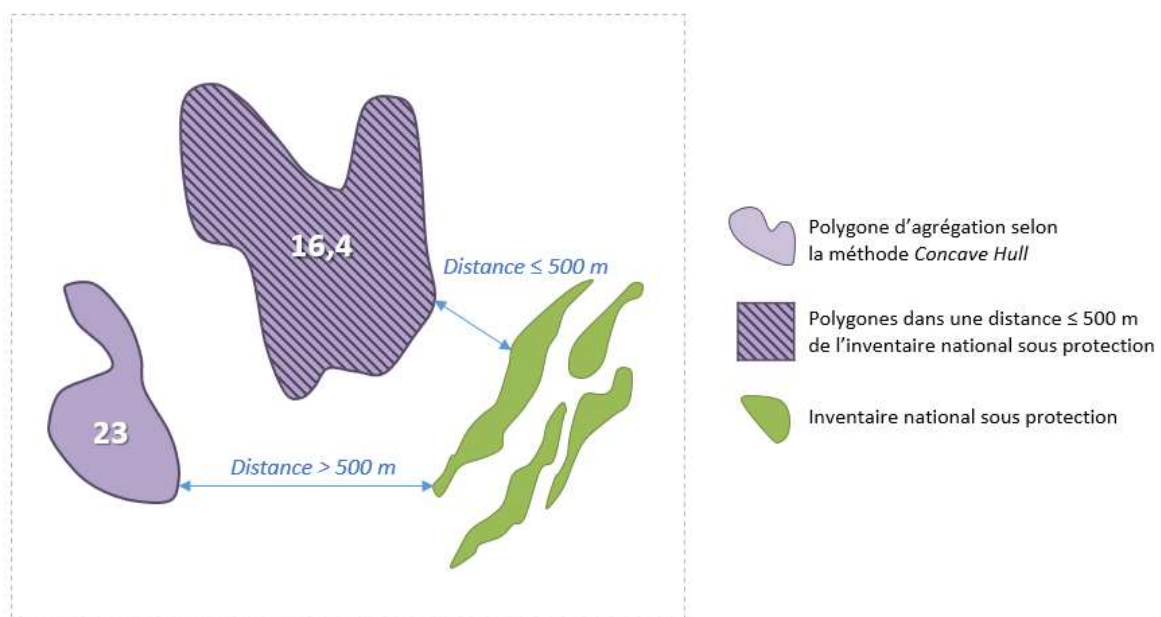 16,4
Distance ≤ 500 m
23
Distance > 500 m
Polygone d'agrégation selon
la méthode Concave Hull
Polygones dans une distance ≤ 500 m
de l'inventaire national sous protection
Inventaire national sous protection